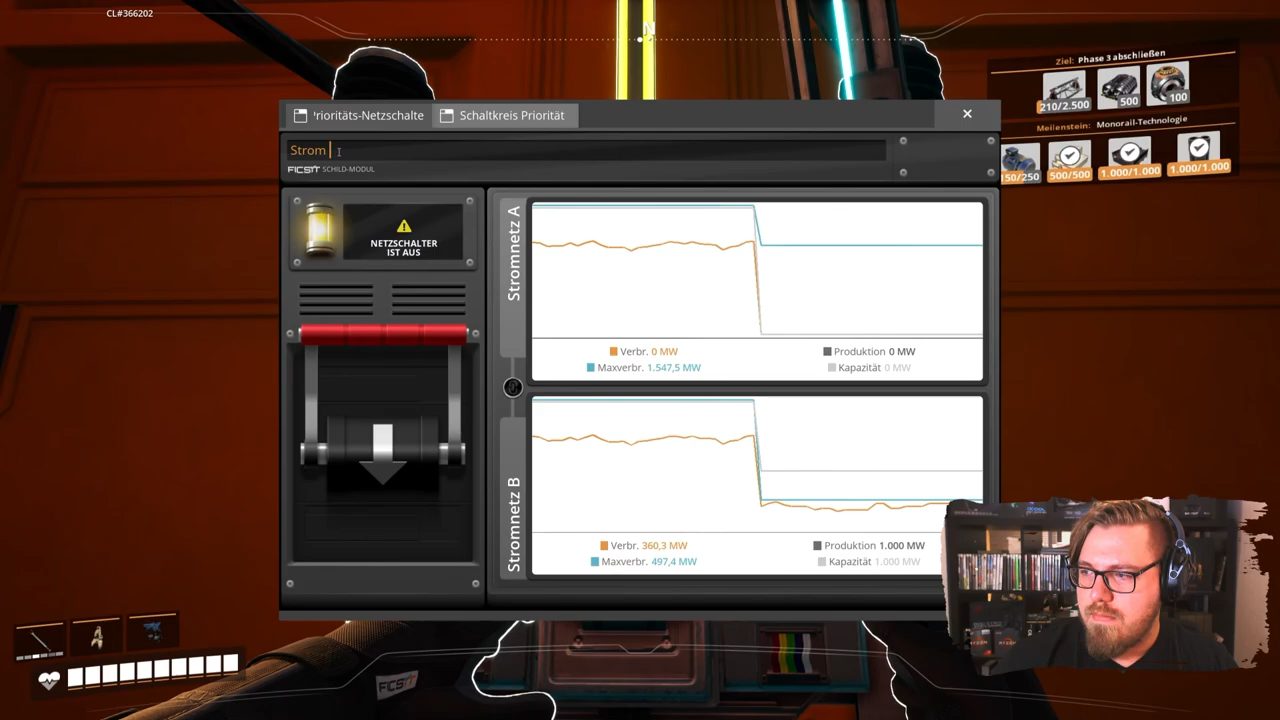 CL#366202
N
Ziel: Phase 3 abschließen
210/2.500
500
100
Meilenstein: Monorail-Technologie
150/250
500/500
1.000/1.000
1.000/1.000
rioritäts-Netzschalte
Schaltkreis Priorität
Strom
FICSIT SCHILD-MODUL
NETZSCHALTER
IST AUS
Stromnetz A
Verbr. 0 MW
Produktion 0 MW
Maxverbr. 1.547,5 MW
Kapazität 0 MW
Stromnetz B
Verbr. 360,3 MW
Produktion 1.000 MW
Maxverbr. 497,4 MW
Kapazität 1.000 MW
FICSIT